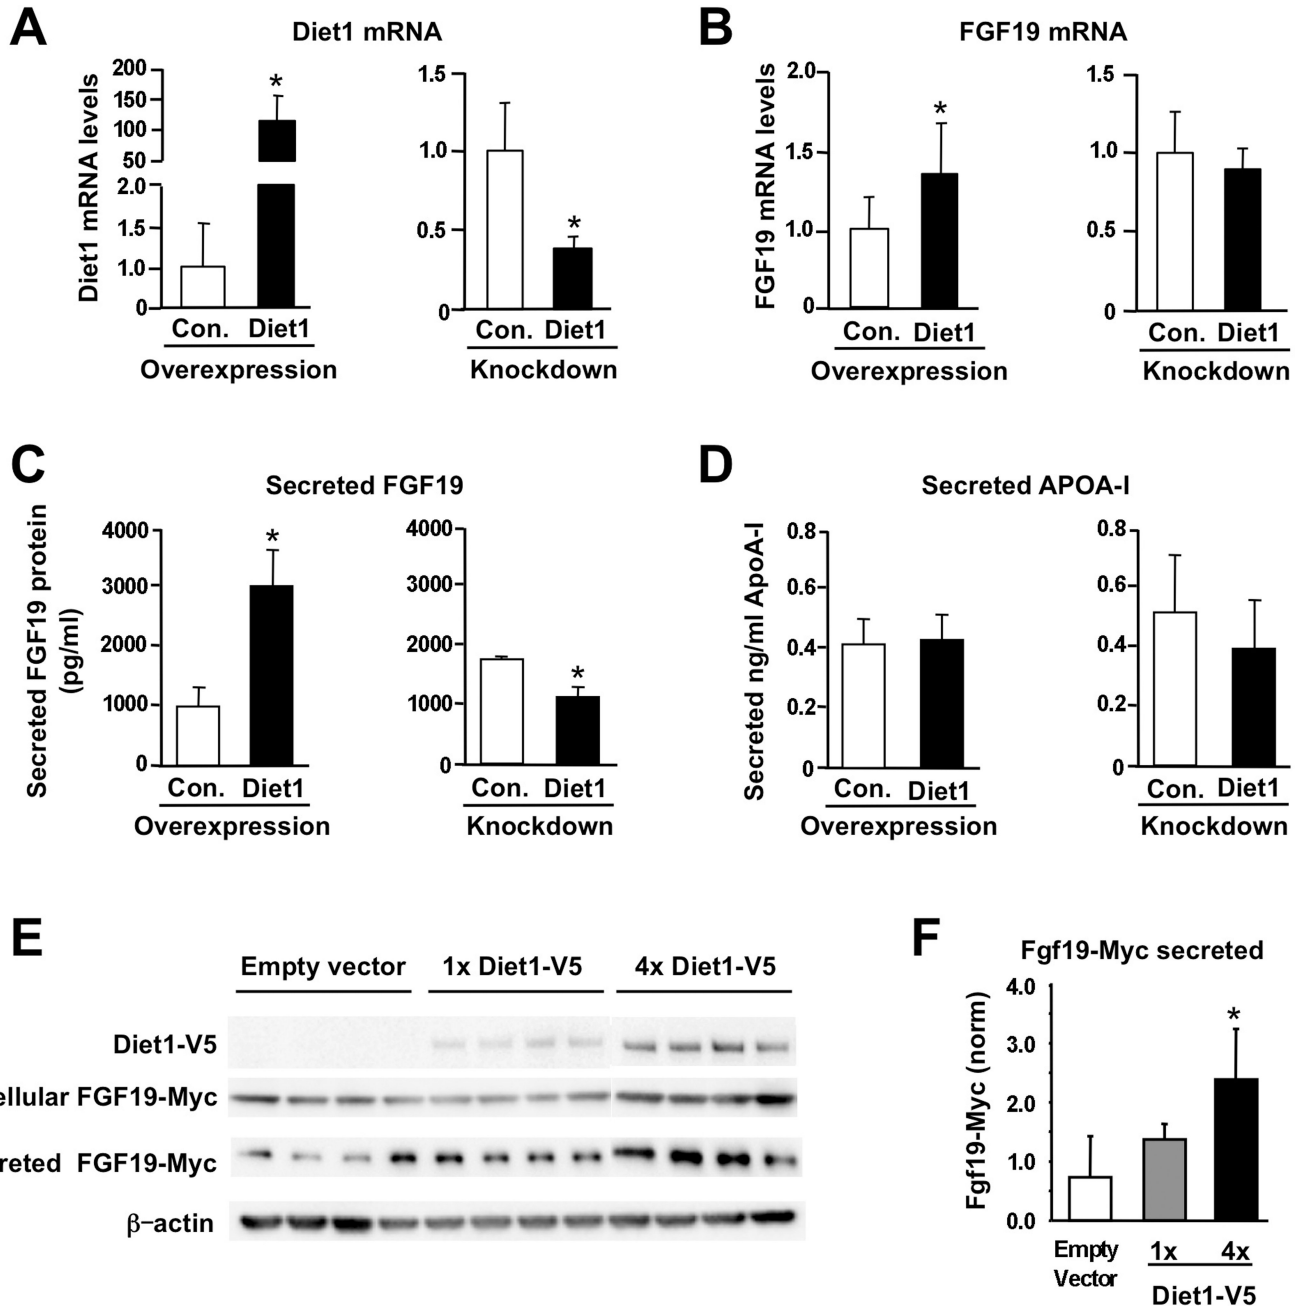 A
Diet1 mRNA
Diet1 mRNA levels
200
150
100
50
2.0
1.5
1.0
0
*
Con. Diet1
Overexpression
1.5
1.0
0.5
0
*
Con. Diet1
Knockdown
B
FGF19 mRNA
FGF19 mRNA levels
2.0
1.5
1.0
0
*
Con. Diet1
Overexpression
1.5
1.0
0.5
0
Con. Diet1
Knockdown
C
Secreted FGF19
Secreted FGF19 protein
(pg/ml)
4000
3000
2000
1000
0
*
Con. Diet1
Overexpression
4000
3000
2000
1000
0
*
Con. Diet1
Knockdown
D
Secreted APOA-I
Secreted ng/ml ApoA-I
0.8
0.6
0.4
0.2
0
Con. Diet1
Overexpression
0.8
0.6
0.4
0.2
0
Con. Diet1
Knockdown
E
Empty vector 1x Diet1-V5 4x Diet1-V5
Diet1-V5
ellular FGF19-Myc
reted FGF19-Myc
β-actin
F
Fgf19-Myc secreted
Fgf19-Myc (norm)
4.0
3.0
2.0
1.0
0.0
*
Empty
Vector
1x 4x
Diet1-V5